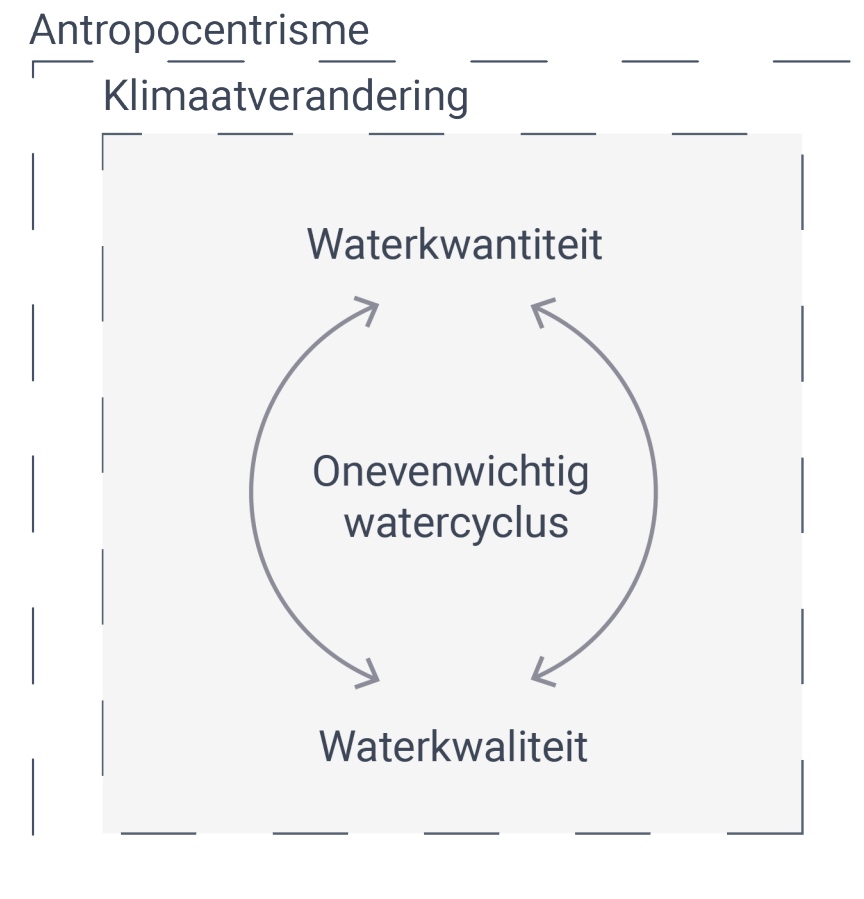 Antropocentrisme
Klimaatverandering
Waterkwantiteit
Onevenwichtig
watercyclus
Waterkwaliteit